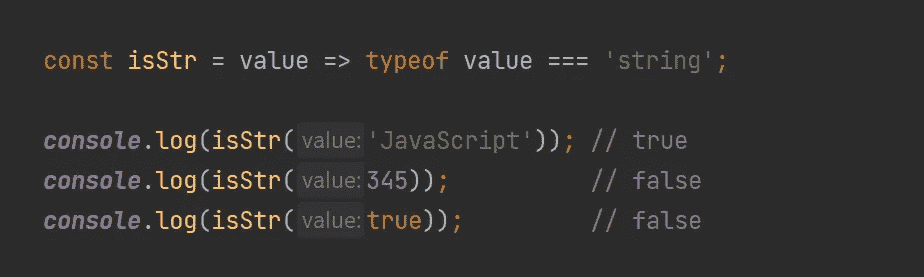 const isStr = value => typeof value === 'string';
console.log(isStr( value: 'JavaScript')); // true
console.log(isStr( value: 345)); // false
console.log(isStr( value: true)); // false